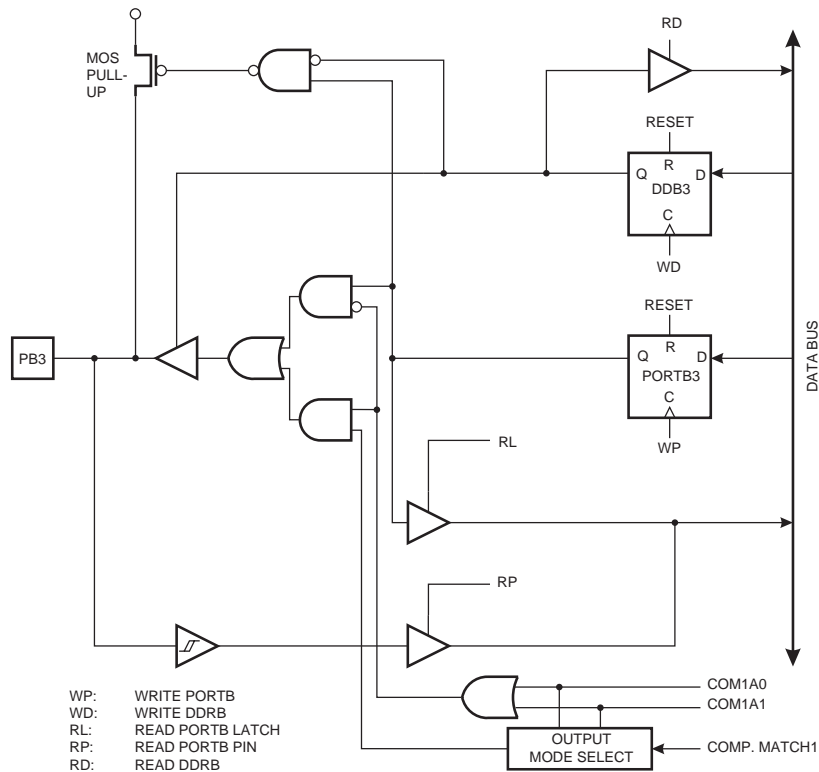 RD
MOS
PULL-
UP
RESET
R
Q
D
DDB3
C
WD
RESET
R
Q
D
PB3
PORTB3
C
WP
DATA BUS
RL
RP
WP: WRITE PORTB
WD: WRITE DDRB
RL: READ PORTB LATCH
RP: READ PORTB PIN
RD: READ DDRB
COM1A0
COM1A1
OUTPUT
MODE SELECT
COMP. MATCH1